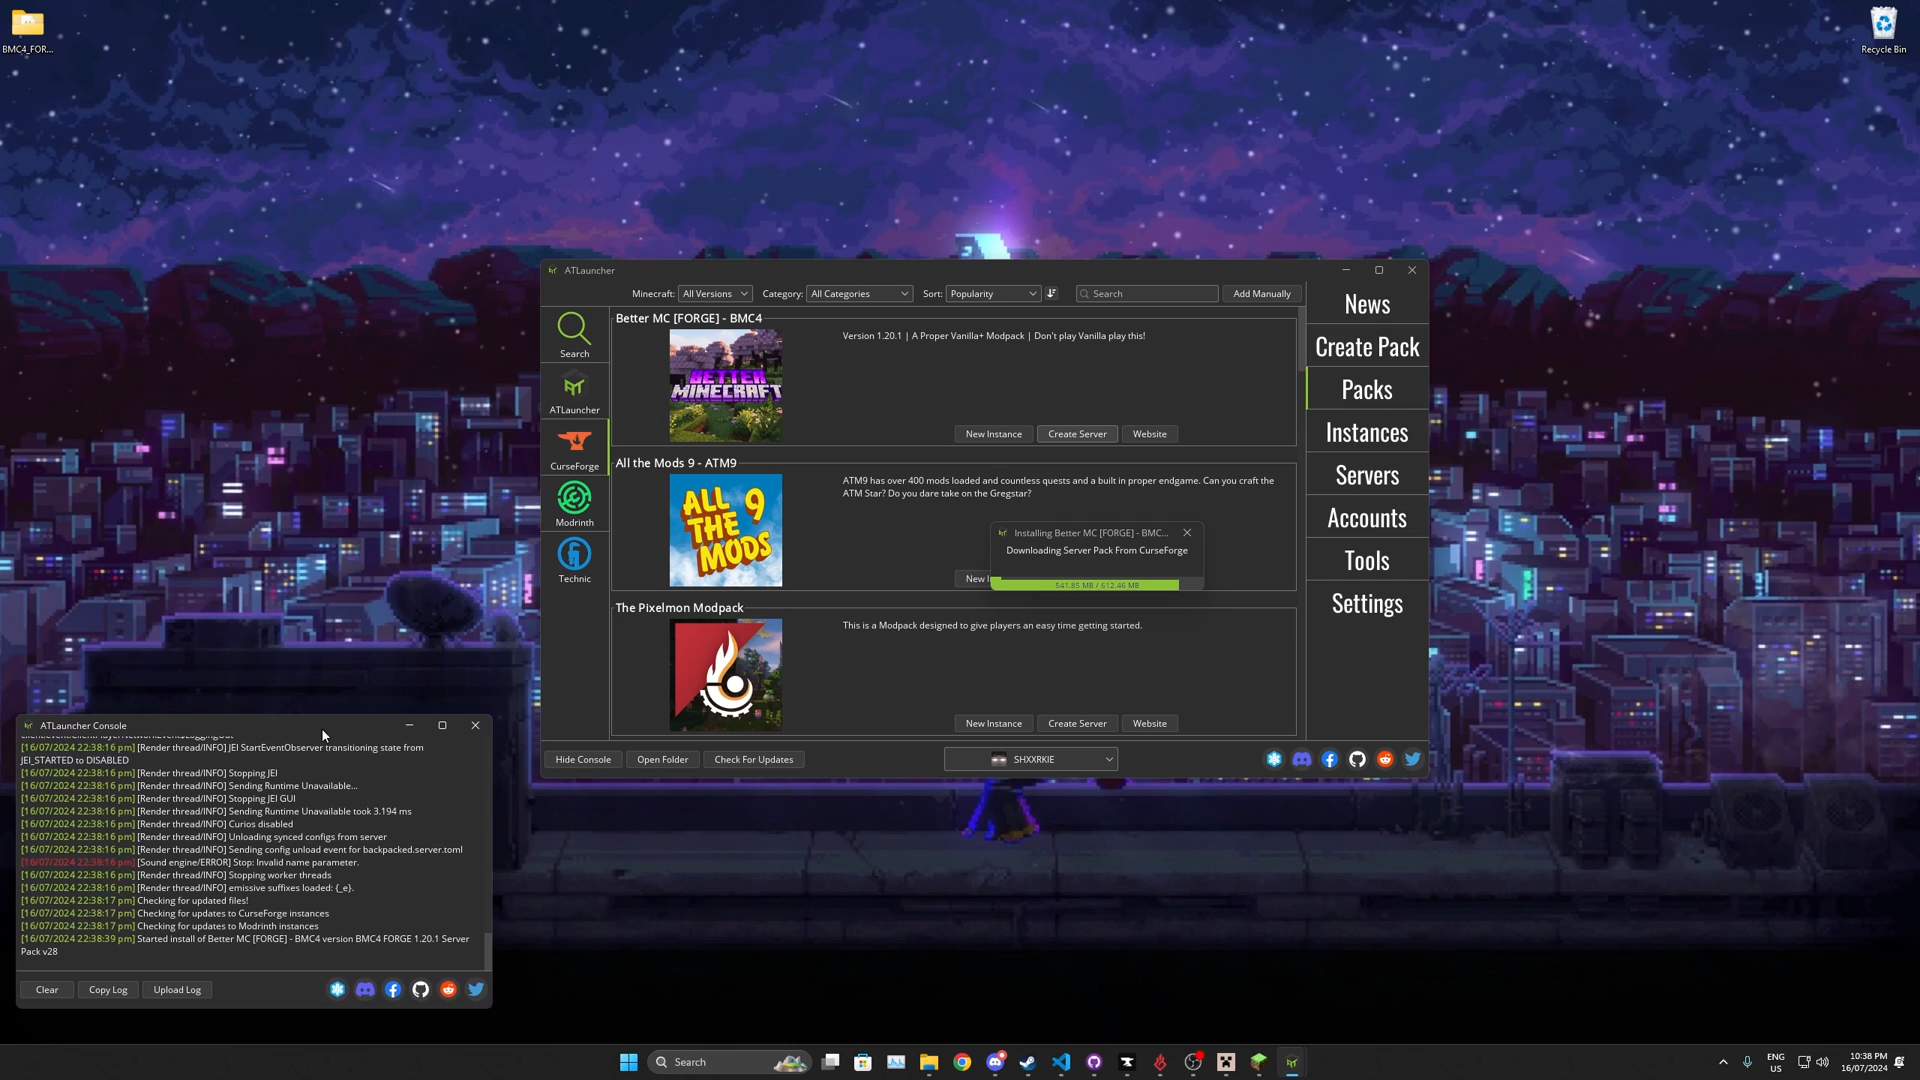 BMC4_FOR...
Recycle Bin
ATLauncher
Minecraft:
All Versions
Category:
All Categories
Sort:
Popularity
Search
Add Manually
News
Create Pack
Packs
Instances
Servers
Accounts
Tools
Settings
Search
ATLauncher
CurseForge
Modrinth
Technic
Better MC [FORGE] - BMC4
BETTER
MINECRAFT
Version 1.20.1 | A Proper Vanilla+ Modpack | Don't play Vanilla play this!
New Instance
Create Server
Website
All the Mods 9 - ATM9
ALL
THE 9
MODS
ATM9 has over 400 mods loaded and countless quests and a built in proper endgame. Can you craft the
ATM Star? Do you dare take on the Gregstar?
New I
Installing Better MC [FORGE] - BMC...
Downloading Server Pack From CurseForge
541.85 MB / 612.46 MB
The Pixelmon Modpack
This is a Modpack designed to give players an easy time getting started.
New Instance
Create Server
Website
Hide Console
Open Folder
Check For Updates
SHXXRKIE
ATLauncher Console
[16/07/2024 22:38:16 pm] [Render thread/INFO] JEI StartEventObserver transitioning state from
JEI_STARTED to DISABLED
[16/07/2024 22:38:16 pm] [Render thread/INFO] Stopping JEI
[16/07/2024 22:38:16 pm] [Render thread/INFO] Sending Runtime Unavailable...
[16/07/2024 22:38:16 pm] [Render thread/INFO] Stopping JEI GUI
[16/07/2024 22:38:16 pm] [Render thread/INFO] Sending Runtime Unavailable took 3.194 ms
[16/07/2024 22:38:16 pm] [Render thread/INFO] Curios disabled
[16/07/2024 22:38:16 pm] [Render thread/INFO] Unloading synced configs from server
[16/07/2024 22:38:16 pm] [Render thread/INFO] Sending config unload event for backpacked.server.toml
[16/07/2024 22:38:16 pm] [Sound engine/ERROR] Stop: Invalid name parameter.
[16/07/2024 22:38:16 pm] [Render thread/INFO] Stopping worker threads
[16/07/2024 22:38:16 pm] [Render thread/INFO] emissive suffixes loaded: {_e}.
[16/07/2024 22:38:17 pm] Checking for updated files!
[16/07/2024 22:38:17 pm] Checking for updates to CurseForge instances
[16/07/2024 22:38:17 pm] Checking for updates to Modrinth instances
[16/07/2024 22:38:39 pm] Started install of Better MC [FORGE] - BMC4 version BMC4 FORGE 1.20.1 Server
Pack v28
Clear
Copy Log
Upload Log
Search
ENG
US
10:38 PM
16/07/2024